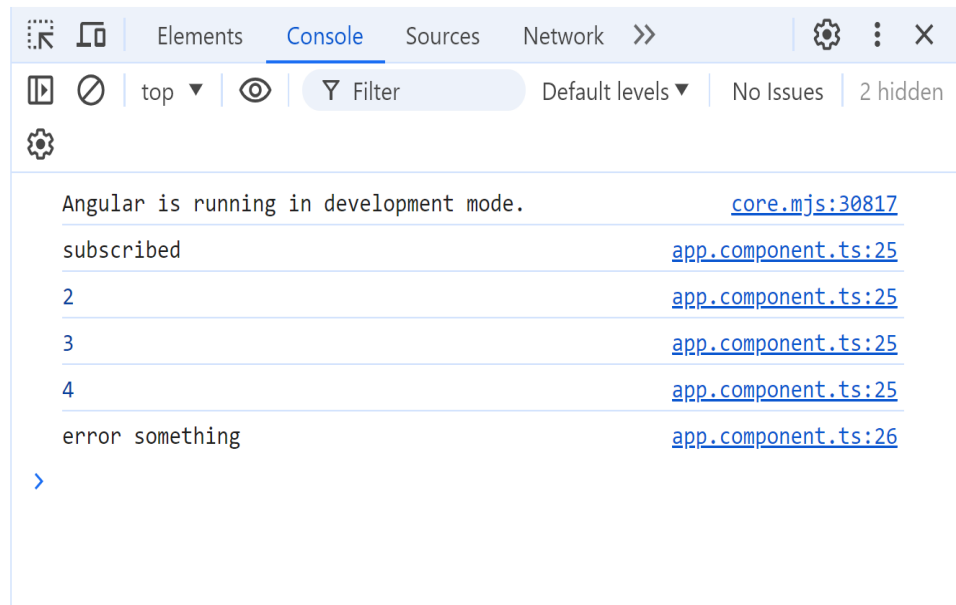 Elements Console Sources Network
top Filter Default levels No Issues 2 hidden
Angular is running in development mode. core.mjs:30817
subscribed app.component.ts:25
2 app.component.ts:25
3 app.component.ts:25
4 app.component.ts:25
error something app.component.ts:26